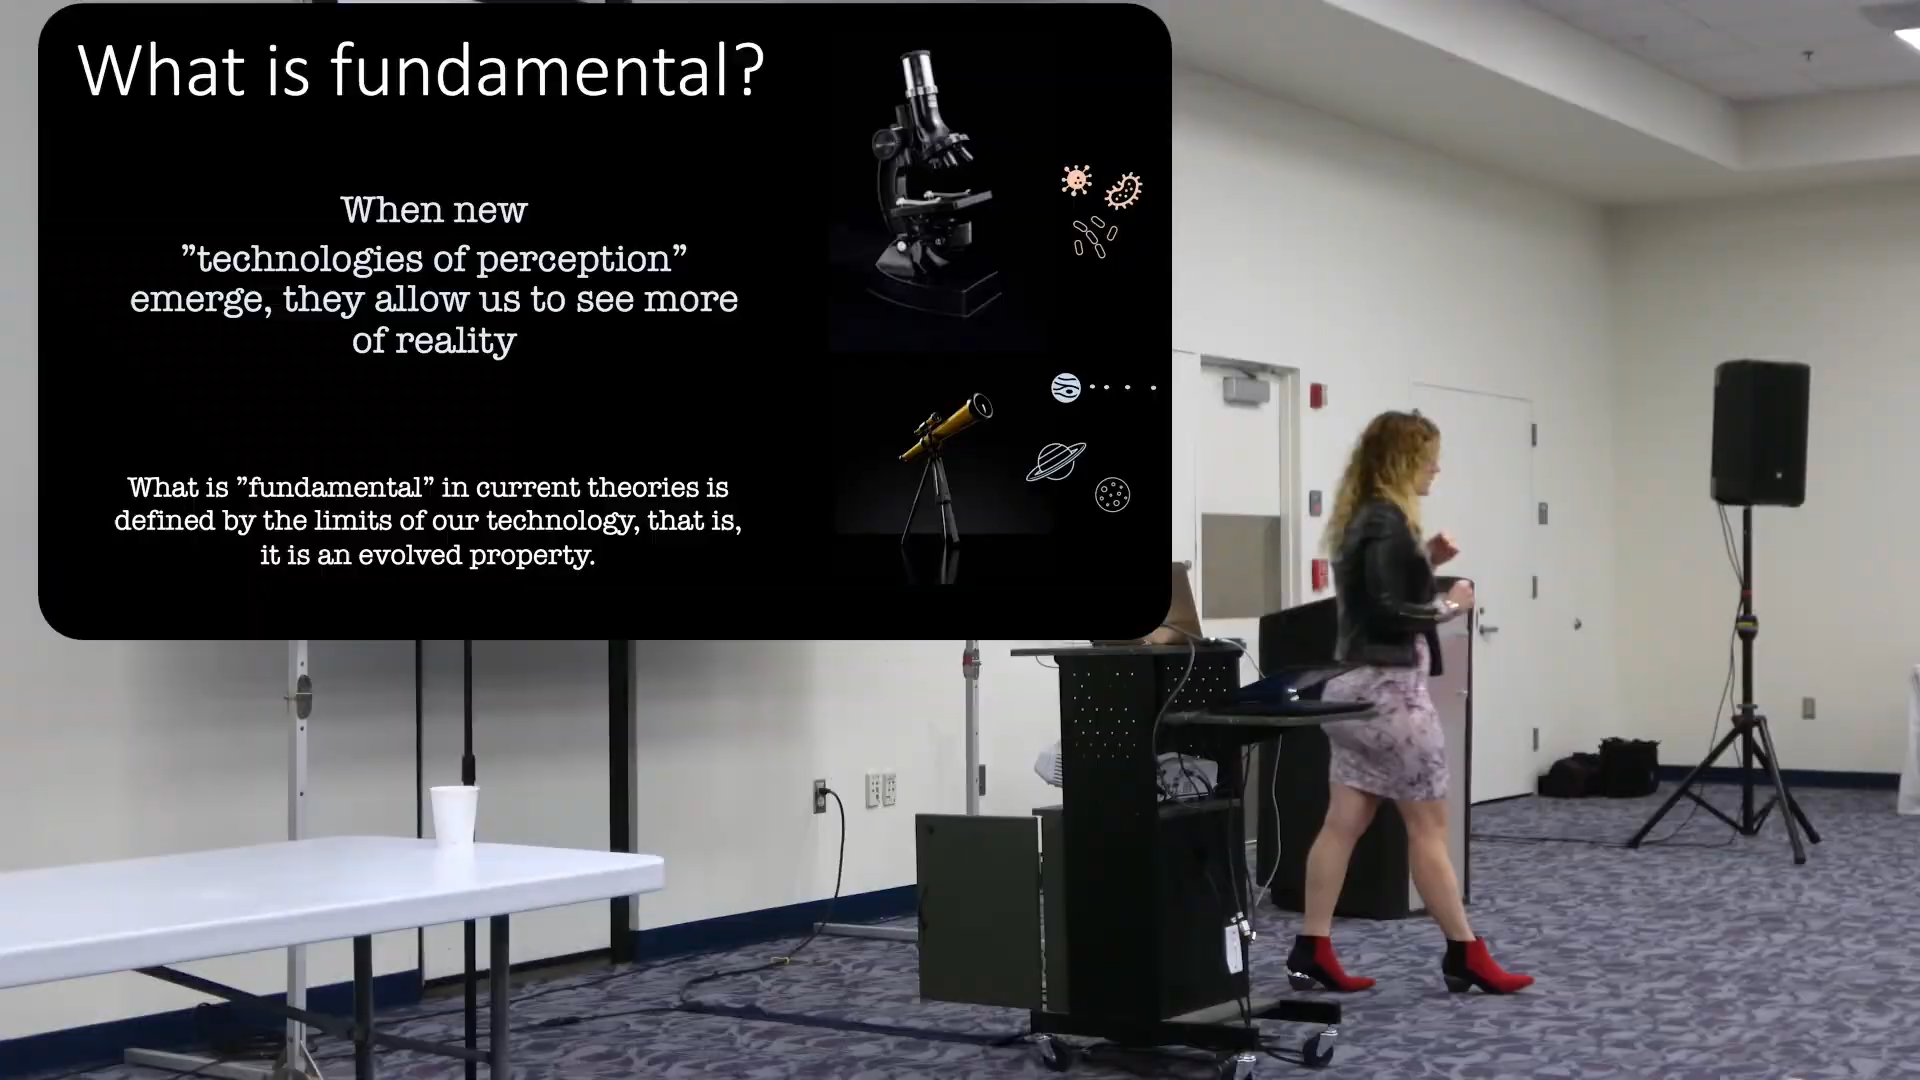 What is fundamental?
When new
”technologies of perception”
emerge, they allow us to see more
of reality
What is ”fundamental” in current theories is
defined by the limits of our technology, that is,
it is an evolved property.